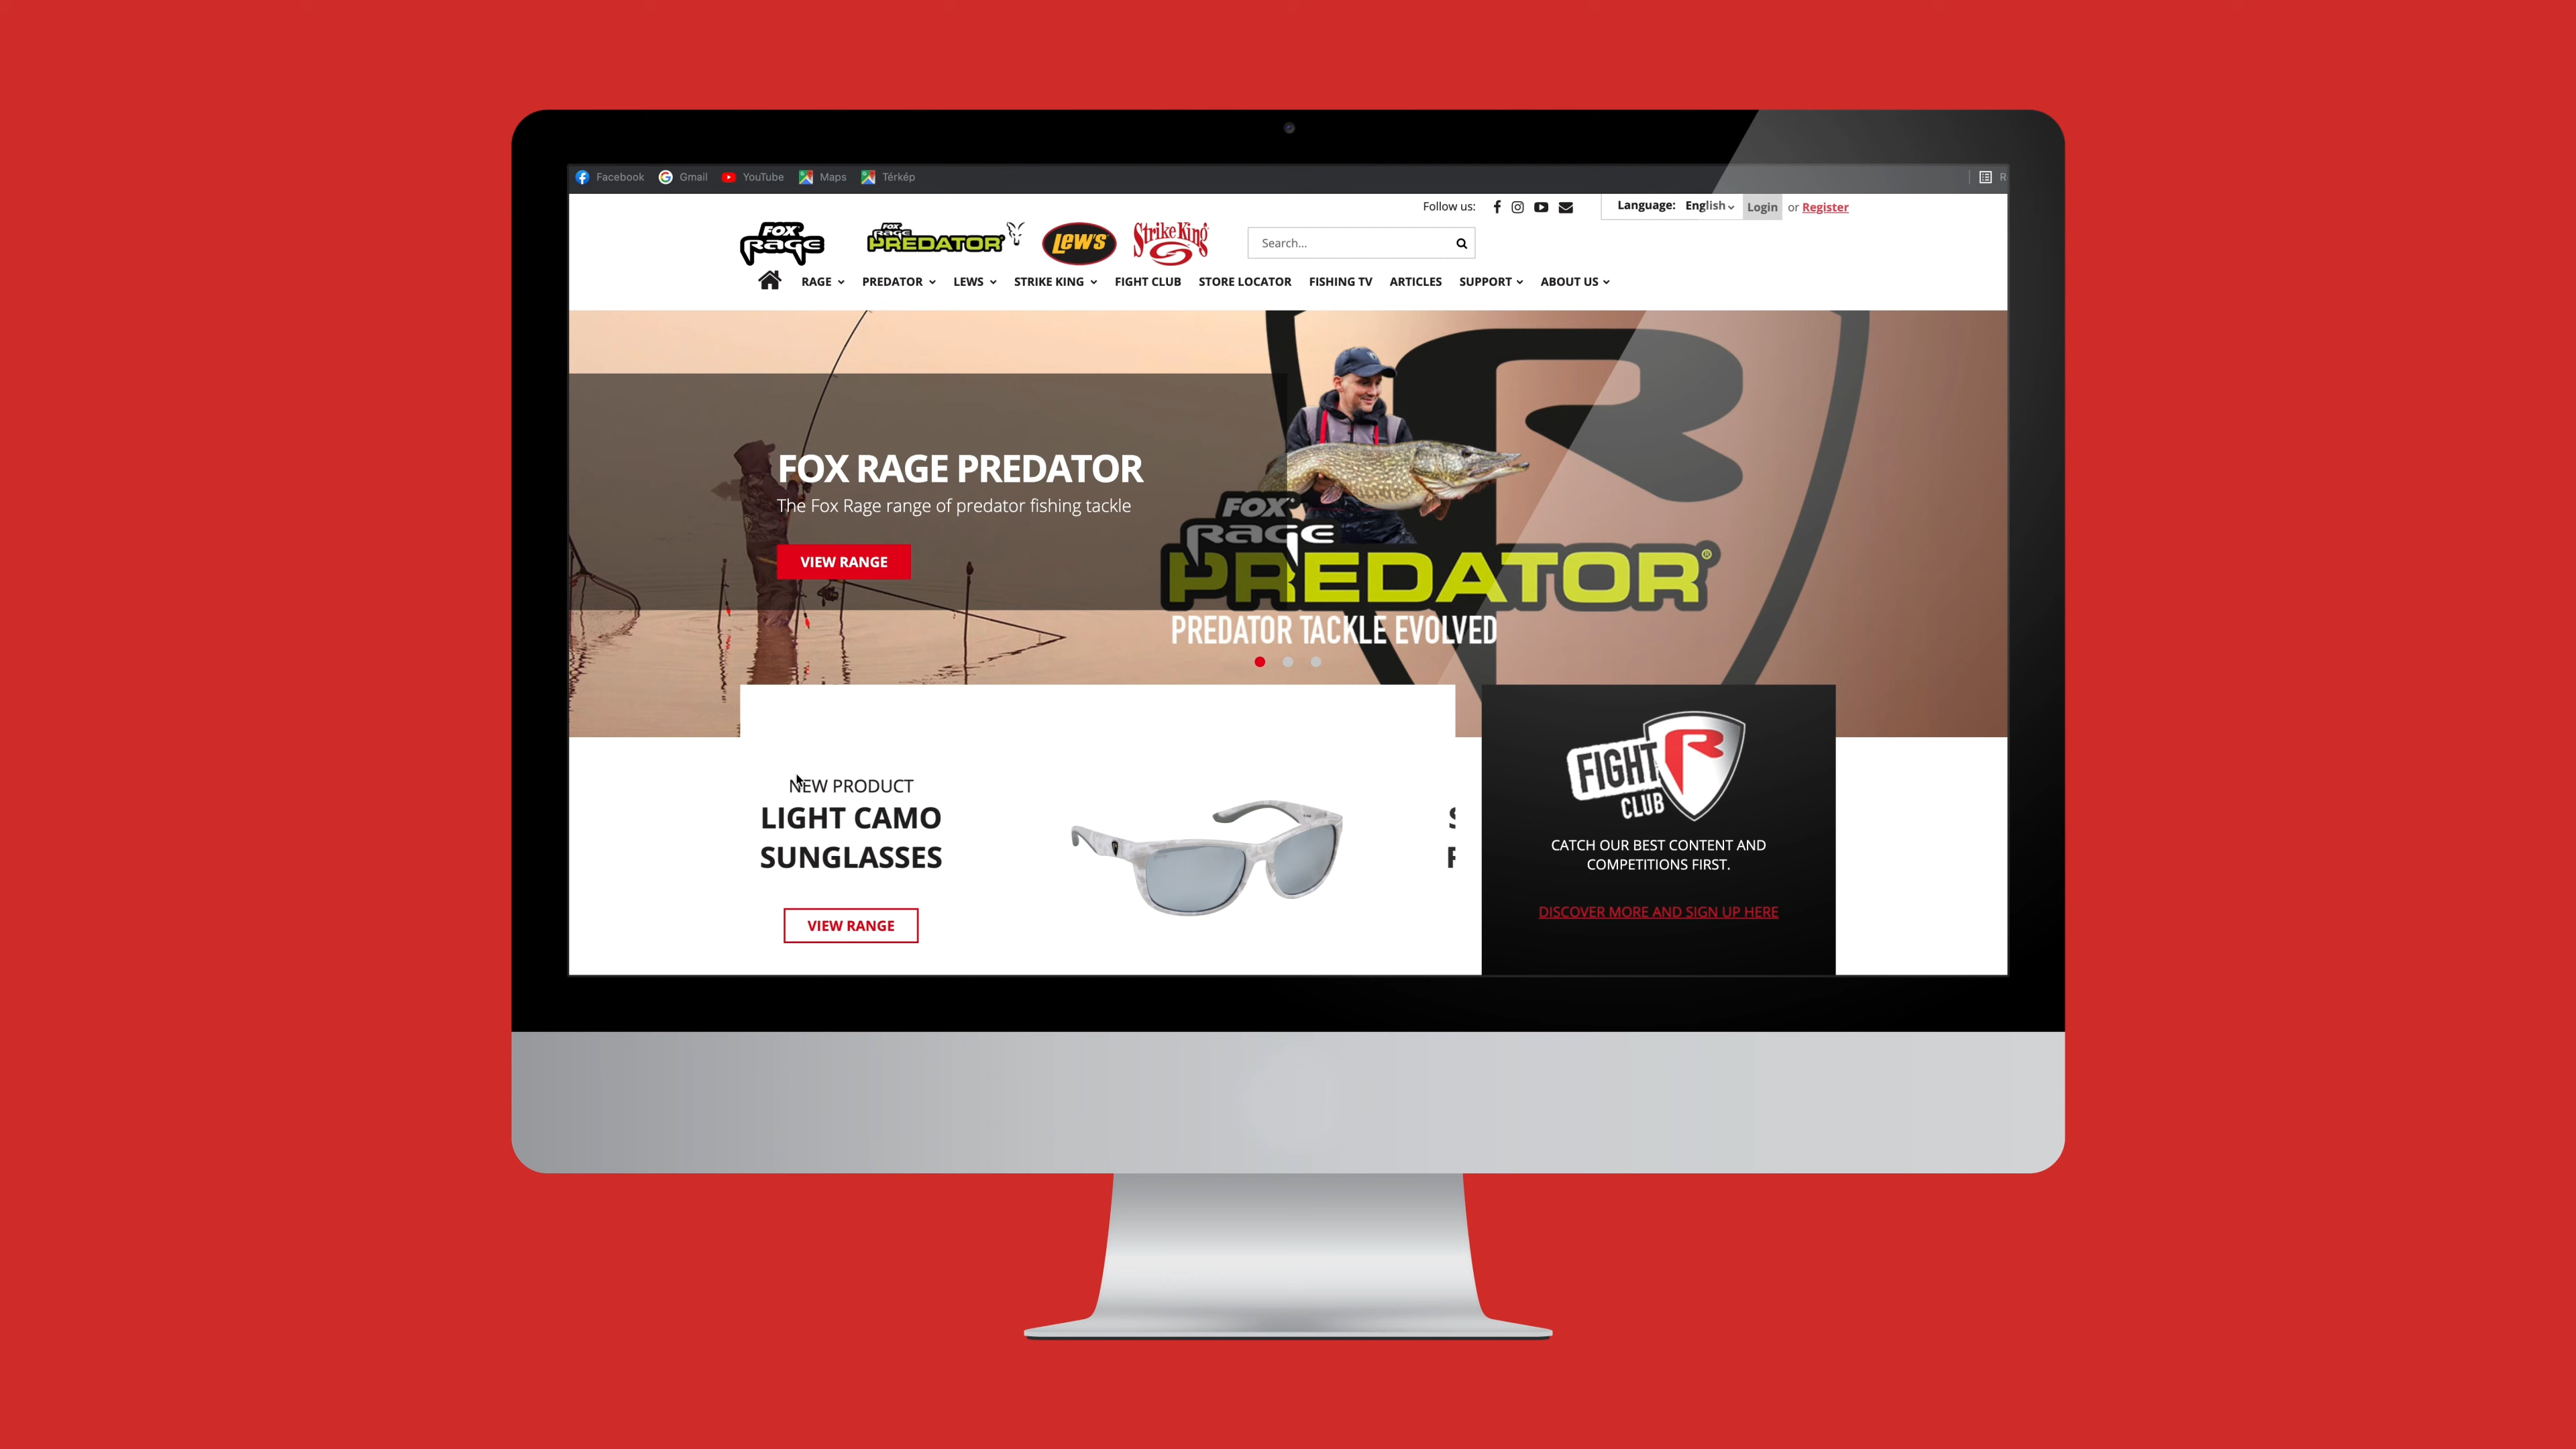 Facebook Gmail YouTube Maps Térkép
Follow us: Language: English Login or Register
FOX RAGE
FOX RAGE PREDATOR
LEW'S
Strike King
Search...
RAGE PREDATOR LEWS STRIKE KING FIGHT CLUB STORE LOCATOR FISHING TV ARTICLES SUPPORT ABOUT US
FOX RAGE PREDATOR
The Fox Rage range of predator fishing tackle
VIEW RANGE
FOX
RAGE
PREDATOR®
PREDATOR TACKLE EVOLVED
NEW PRODUCT
LIGHT CAMO
SUNGLASSES
VIEW RANGE
FIGHT
CLUB
R
CATCH OUR BEST CONTENT AND
COMPETITIONS FIRST.
DISCOVER MORE AND SIGN UP HERE